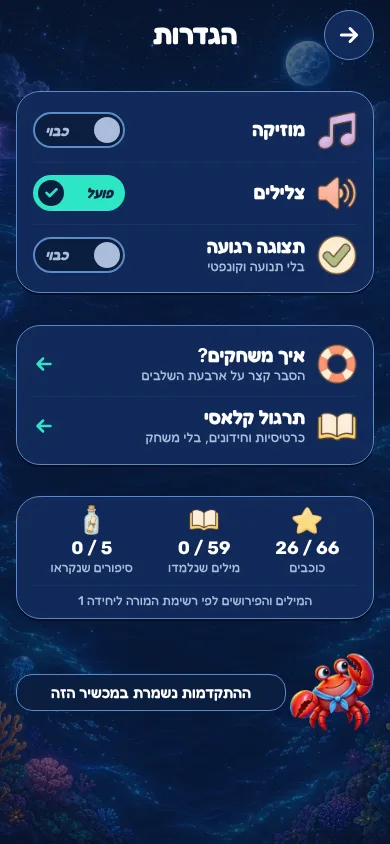 הגדרות
מוזיקה
כבוי
צלילים
פועל
תצוגה רגועה
בלי תנועה וקונפטי
כבוי
איך משחקים?
הסבר קצר על ארבעת השלבים
תרגול קלאסי
כרטיסיות וחידונים, בלי משחק
26 / 66
כוכבים
0 / 59
מילים שנלמדו
0 / 5
סיפורים שנקראו
המילים והפירושים לפי רשימת המורה ליחידה 1
ההתקדמות נשמרת במכשיר הזה